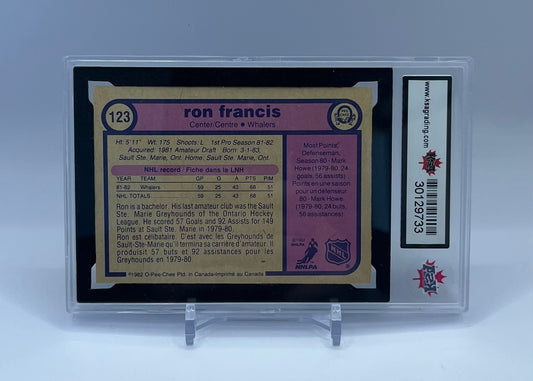 123
ron francis
Center/Centre • Whalers
Ht: 5'11" Wt: 175 Shoots: L 1st Pro Season 81-82
Acquired: 1981 Amateur Draft Born: 3-1-63,
Sault Ste. Marie, Ont. Home: Sault Ste. Marie, Ont.
NHL record / Fiche dans la LNH
YEAR TEAM GP G A PTS PIM
81-82 Whalers 59 25 43 68 51
NHL TOTALS 59 25 43 68 51
Ron is a bachelor. His last amateur club was the Sault
Ste. Marie Greyhounds of the Ontario Hockey
League. He scored 57 Goals and 92 Assists for 149
Points at Sault Ste. Marie in 1979-80.
Ron est célibataire. C'est avec les Greyhounds de
Sault-Ste-Marie qu'il termina sa carrière d'amateur. Il
produisit 57 buts et 92 assistances pour les
Greyhounds en 1979-80.
©1982 O-Pee-Chee Ptd. in Canada-Imprimé au Canada
Most Points,
Defenseman,
Season 80 - Mark
Howe (1979-80, 24
goals, 56 assists)
Points en une saison
pour un défenseur
80 - Mark Howe
(1979-80, 24 buts,
56 assistances)
©1982
NHLPA
NHL
www.ksagrading.com
KSA
30129733
KSA